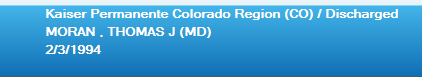 Kaiser Permanente Colorado Region (CO) / Discharged
MORAN , THOMAS J (MD)
2/3/1994